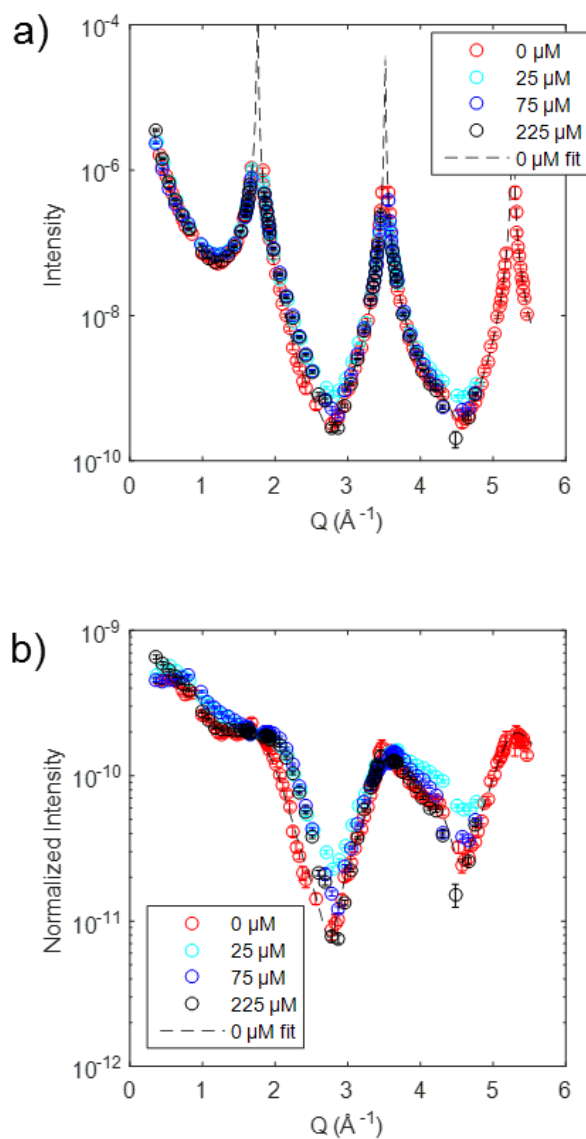 a)
10^-4
10^-6
10^-8
10^-10
Intensity
0 µM
25 µM
75 µM
225 µM
0 µM fit
0 1 2 3 4 5 6
Q (Å^-1)
b)
10^-9
10^-10
10^-11
10^-12
Normalized Intensity
0 µM
25 µM
75 µM
225 µM
0 µM fit
0 1 2 3 4 5 6
Q (Å^-1)